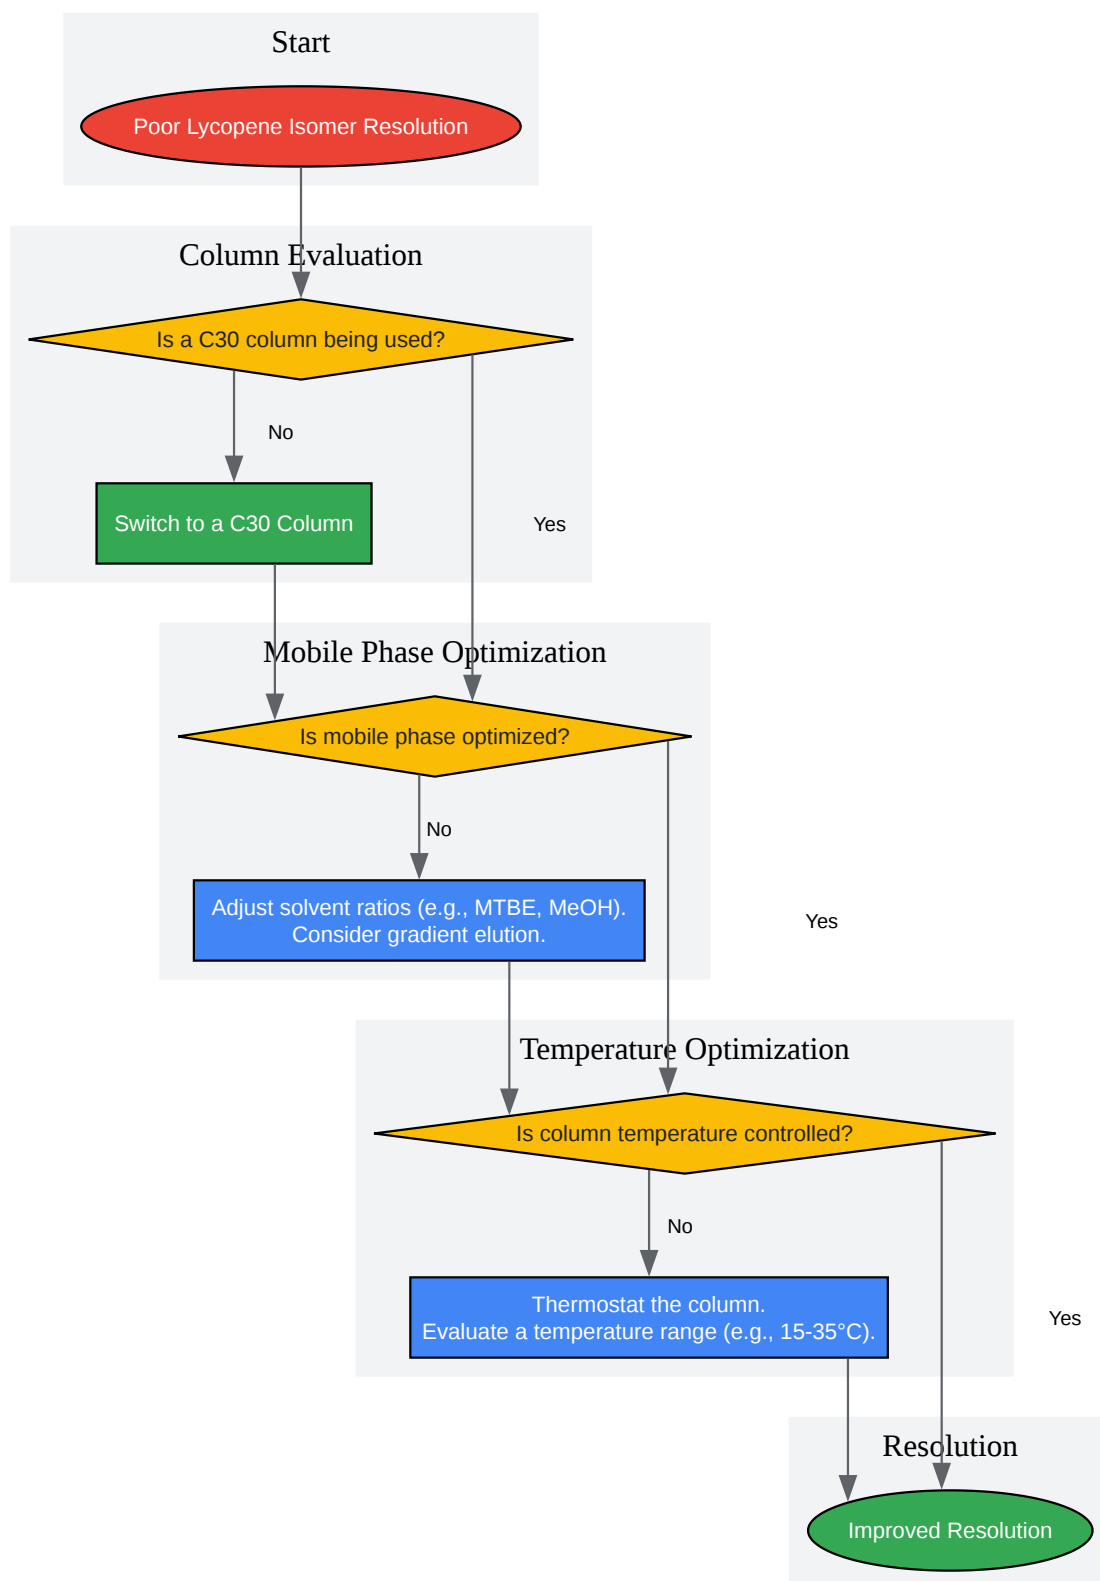 Start
Poor Lycopene Isomer Resolution
Column Evaluation
Is a C30 column being used?
No
Switch to a C30 Column
Yes
Mobile Phase Optimization
Is mobile phase optimized?
No
Adjust solvent ratios (e.g., MTBE, MeOH).
Consider gradient elution.
Yes
Temperature Optimization
Is column temperature controlled?
No
Thermostat the column.
Evaluate a temperature range (e.g., 15-35°C).
Yes
Resolution
Improved Resolution